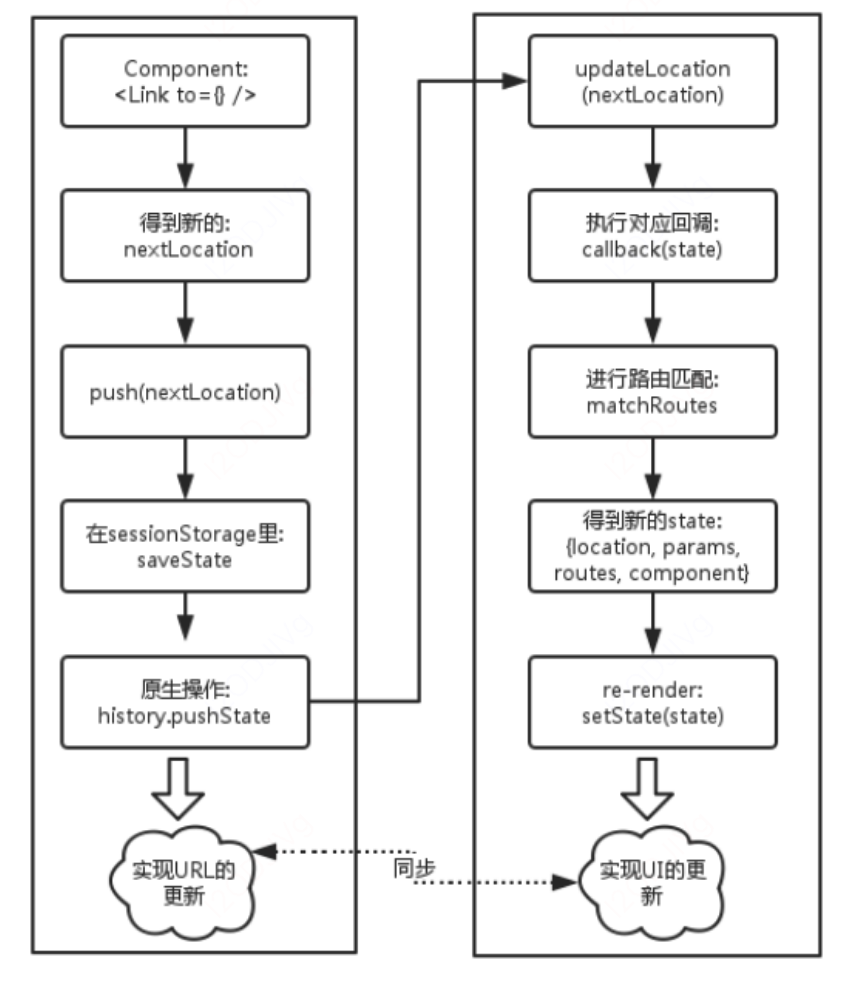 Component:
<Link to={} />
得到新的:
nextLocation
push(nextLocation)
在sessionStorage里:
saveState
原生操作:
history.pushState
实现URL的
更新
updateLocation
(nextLocation)
执行对应回调:
callback(state)
进行路由匹配:
matchRoutes
得到新的state:
{location, params,
routes, component}
re-render:
setState(state)
实现UI的更
新
同步